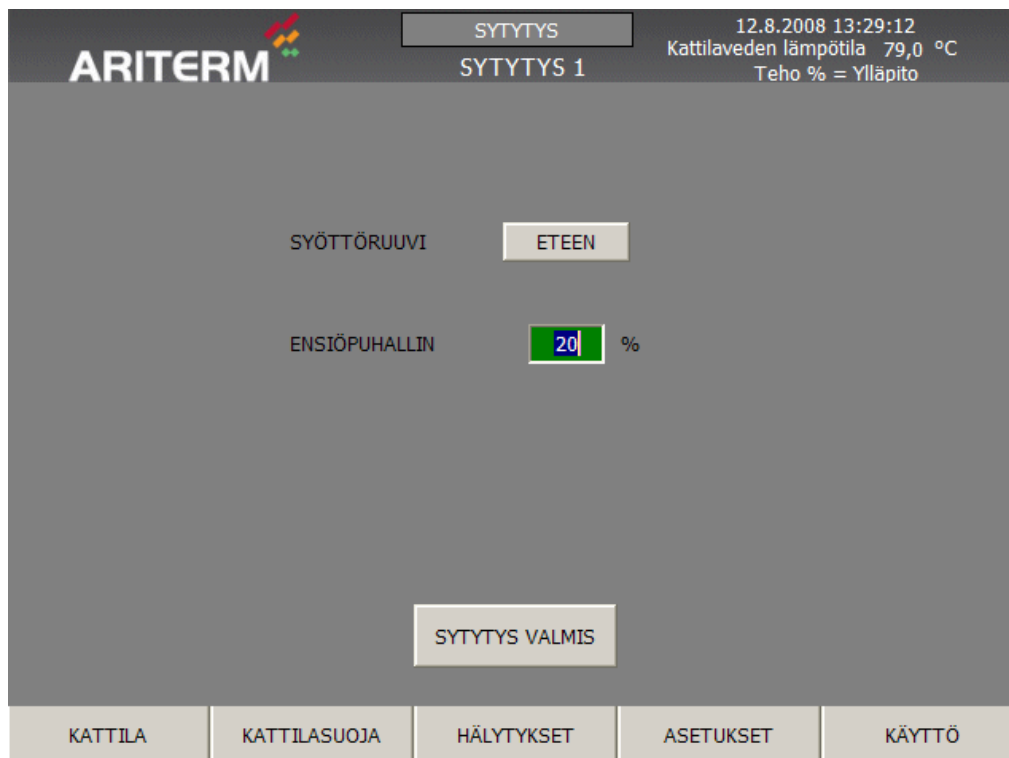 ARITERM
SYTYTYS
SYTYTYS 1
12.8.2008 13:29:12
Kattilaveden lämpötila 79,0 °C
Teho % = Ylläpito
SYÖTTÖRUUVI ETEEN
ENSIÖPUHALLIN 20 %
SYTYTYS VALMIS
KATTILA KATTILASUOJA HÄLYTYKSET ASETUKSET KÄYTTÖ